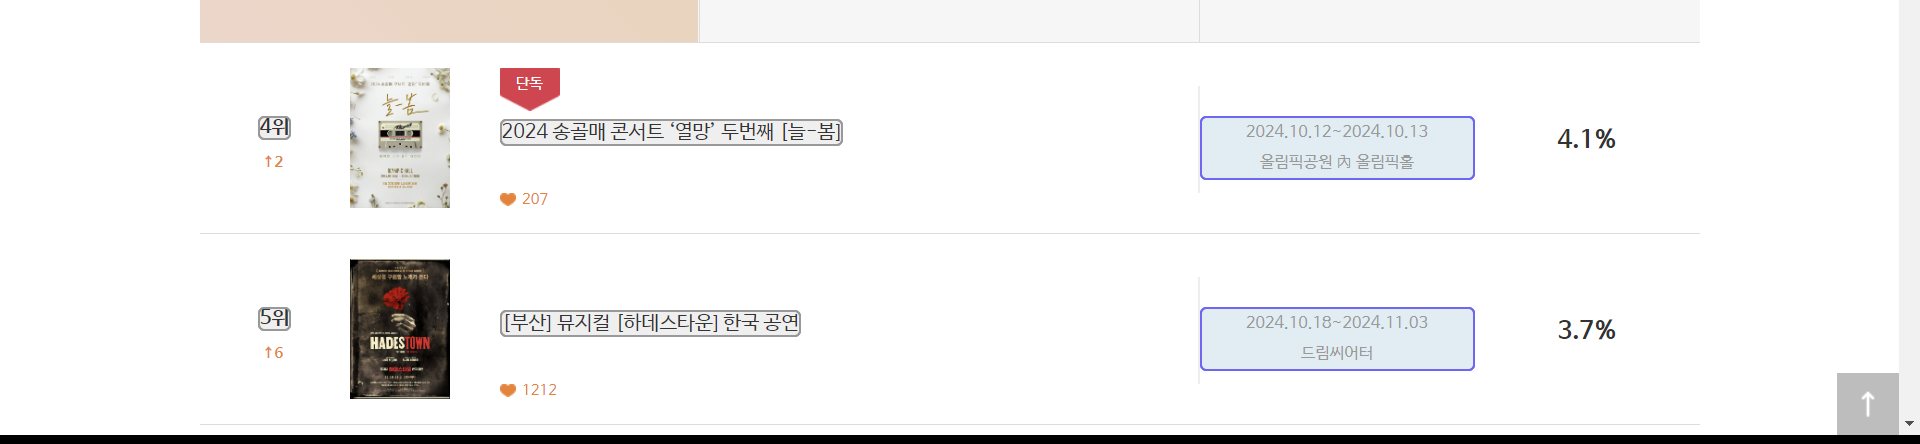 단독
4위
2024 송골매 콘서트 ‘열망’ 두번째 [늘-봄]
2024.10.12~2024.10.13
4.1%
↑2
올림픽공원 內 올림픽홀
207
늘-봄
5위
[부산] 뮤지컬 [하데스타운] 한국 공연
2024.10.18~2024.11.03
3.7%
↑6
드림씨어터
1212
HADESTOWN
↑